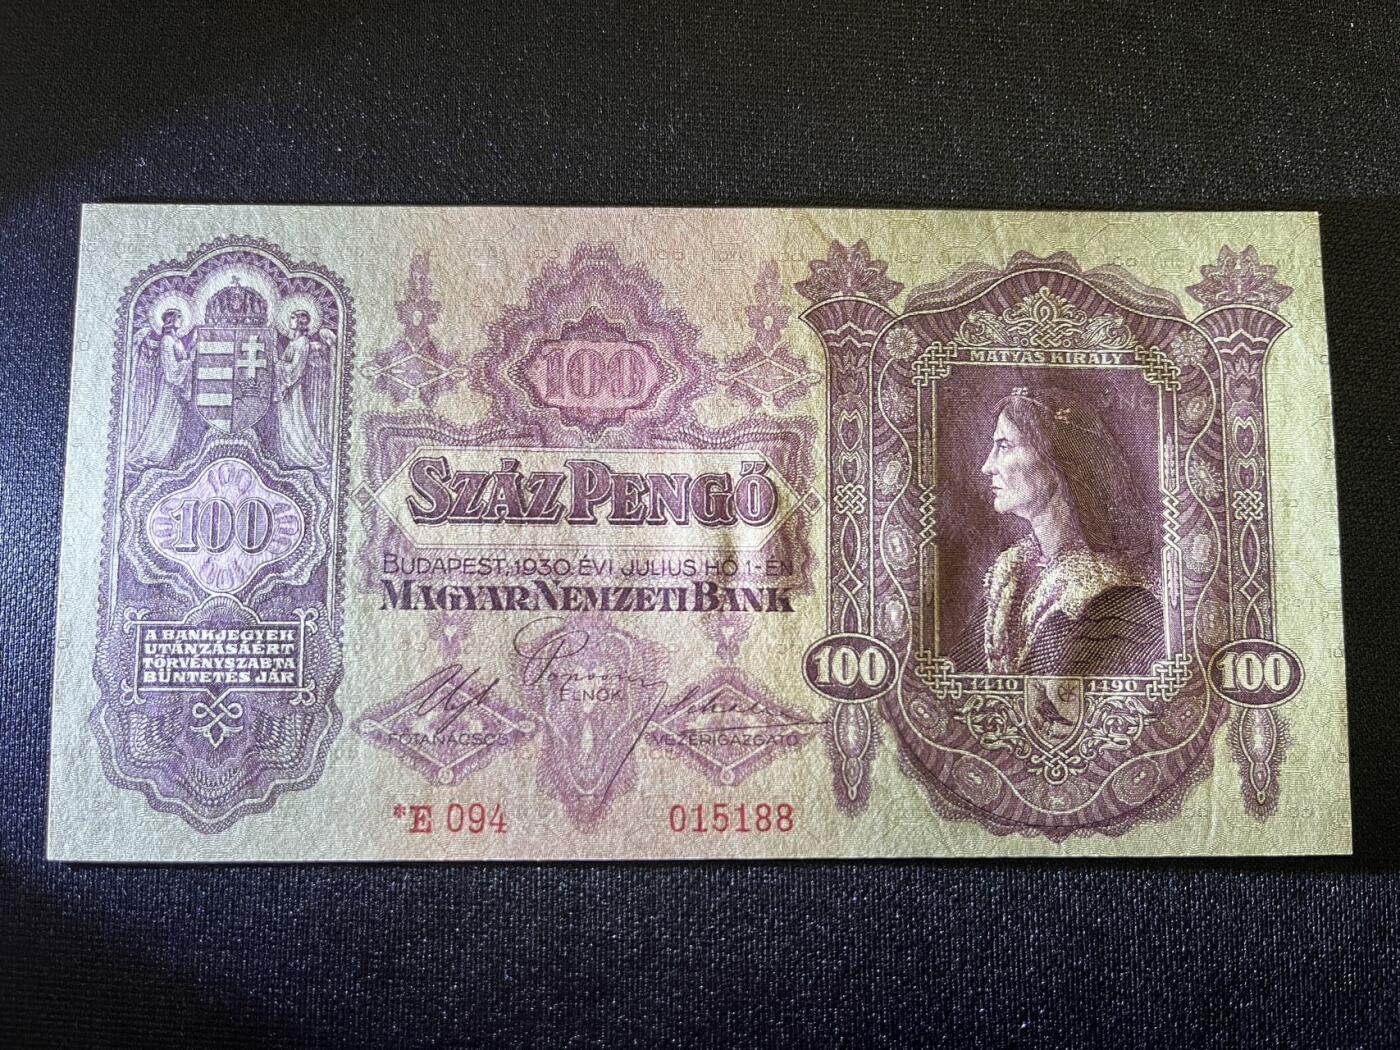 100
A BANKJEGYEK
UTÁNZÁSÁÉRT
TÖRVÉNYSZABTA
BÜNTETÉS JÁR
100
SZÁZ PENGŐ
BUDAPEST, 1930. ÉVI JULIUS HÓ 1-ÉN
MAGYAR NEMZETI BANK
ELNÖK
FŐTANÁCSOS
VEZÉRIGAZGATÓ
*E 094
015188
MÁTYÁS KIRÁLY
100
100
1440 1490